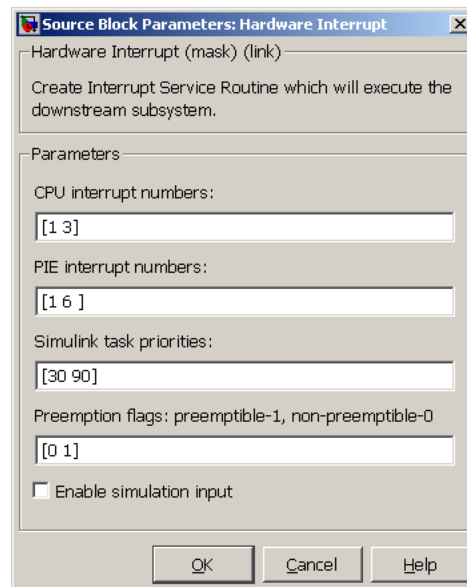 Source Block Parameters: Hardware Interrupt
Hardware Interrupt (mask) (link)
Create Interrupt Service Routine which will execute the
downstream subsystem.
Parameters
CPU interrupt numbers:
[1 3]
PIE interrupt numbers:
[1 6 ]
Simulink task priorities:
[30 90]
Preemption flags: preemptible-1, non-preemptible-0
[0 1]
Enable simulation input
OK Cancel Help